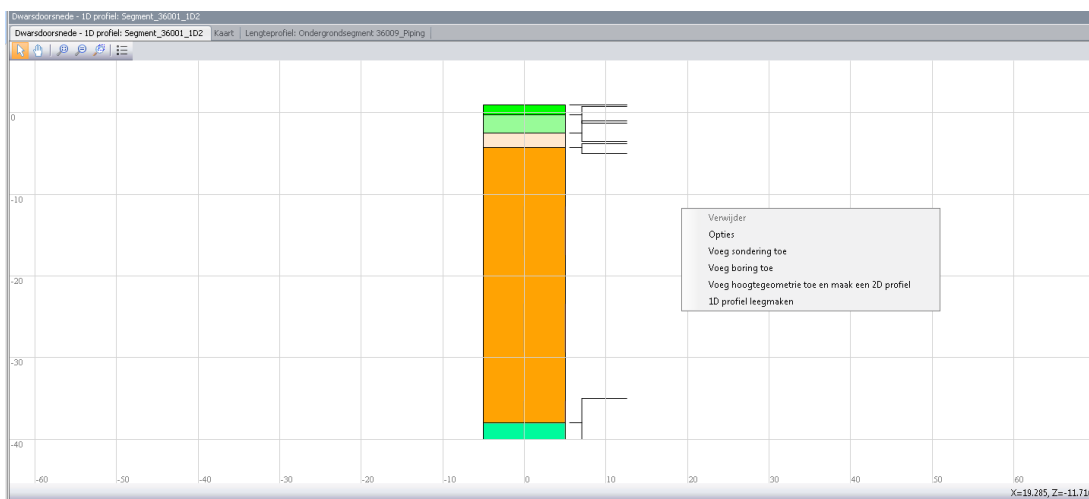 Dwarsdoorsnede - 1D profiel: Segment_36001_1D2
Dwarsdoorsnede - 1D profiel: Segment_36001_1D2 Kaart Lengteprofiel: Ondergrondsegment 36009_Piping
0
-10
Verwijder
Opties
Voeg sondering toe
Voeg boring toe
-20
Voeg hoogtegeometrie toe en maak een 2D profiel
1D profiel leegmaken
-30
-40
-60 -50 -40 -30 -20 -10 0 10 20 30 40 50 60
X=19.285, Z=-11.716